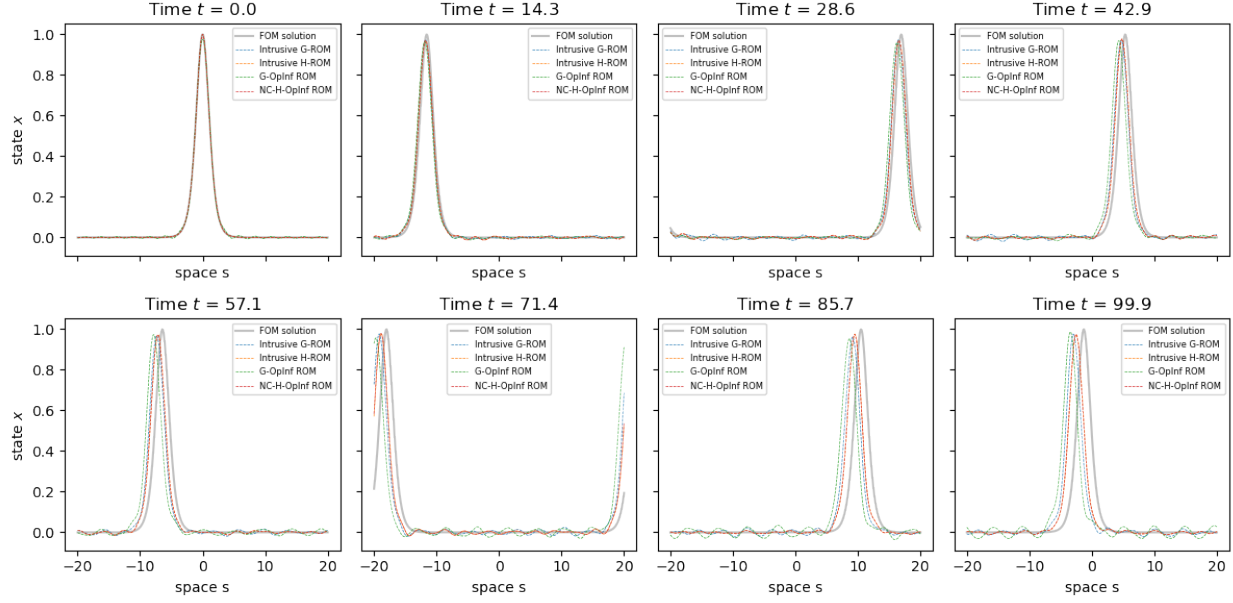 Time t = 0.0
state x
1.0
0.8
0.6
0.4
0.2
0.0
FOM solution
Intrusive G-ROM
Intrusive H-ROM
G-OpInf ROM
NC-H-OpInf ROM
space s
Time t = 14.3
FOM solution
Intrusive G-ROM
Intrusive H-ROM
G-OpInf ROM
NC-H-OpInf ROM
space s
Time t = 28.6
FOM solution
Intrusive G-ROM
Intrusive H-ROM
G-OpInf ROM
NC-H-OpInf ROM
space s
Time t = 42.9
FOM solution
Intrusive G-ROM
Intrusive H-ROM
G-OpInf ROM
NC-H-OpInf ROM
space s
Time t = 57.1
state x
1.0
0.8
0.6
0.4
0.2
0.0
FOM solution
Intrusive G-ROM
Intrusive H-ROM
G-OpInf ROM
NC-H-OpInf ROM
−20 −10 0 10 20
space s
Time t = 71.4
FOM solution
Intrusive G-ROM
Intrusive H-ROM
G-OpInf ROM
NC-H-OpInf ROM
−20 −10 0 10 20
space s
Time t = 85.7
FOM solution
Intrusive G-ROM
Intrusive H-ROM
G-OpInf ROM
NC-H-OpInf ROM
−20 −10 0 10 20
space s
Time t = 99.9
FOM solution
Intrusive G-ROM
Intrusive H-ROM
G-OpInf ROM
NC-H-OpInf ROM
−20 −10 0 10 20
space s